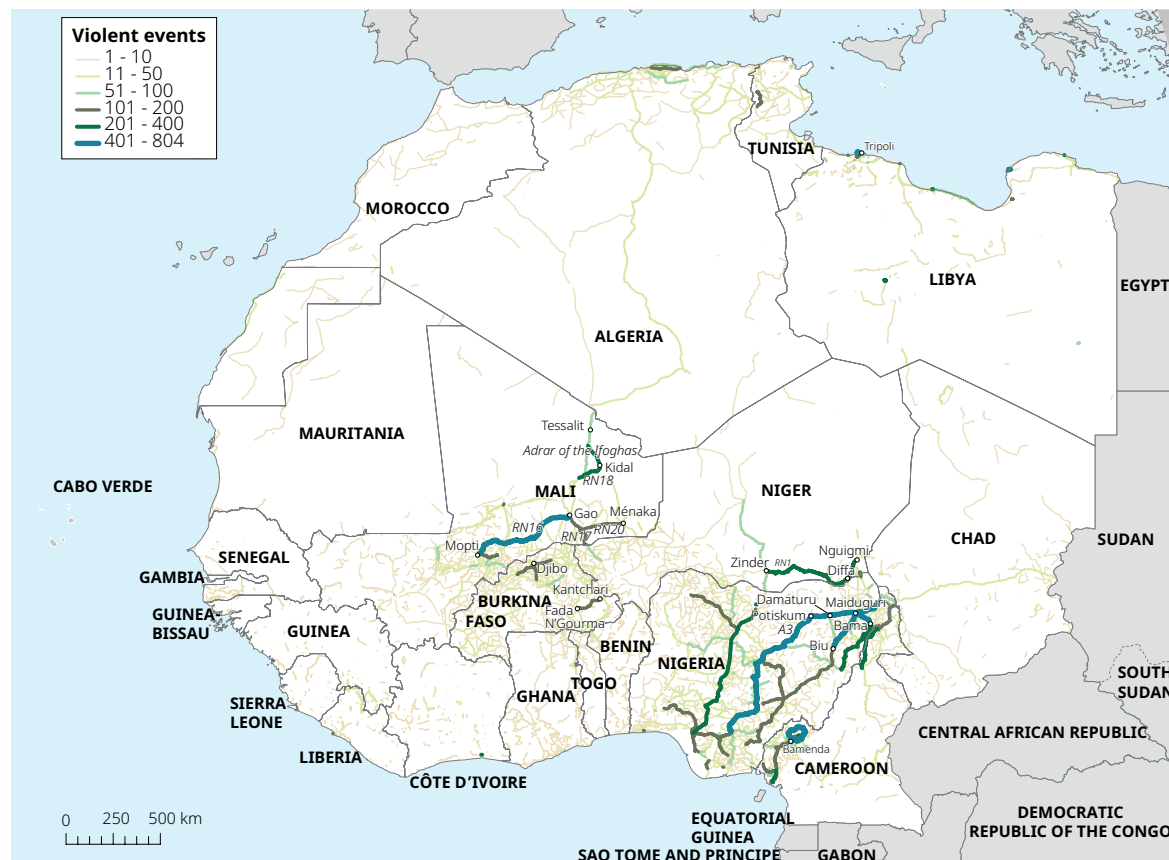 Violent events
1 - 10
11 - 50
51 - 100
101 - 200
201 - 400
401 - 804
TUNISIA
Tripoli
MOROCCO
LIBYA
EGYPT
ALGERIA
MAURITANIA
Tessalit
Adrar of the Ifoghas
Kidal
RN18
CABO VERDE
MALI
NIGER
Gao
Ménaka
RN16
RN17
RN20
CHAD
SUDAN
Mopti
SENEGAL
Zinder
RN1
Nguigmi
Diffa
Djibo
GAMBIA
Kantchari
BURKINA
FASO
Fada
N'Gourma
Damaturu
Maiduguri
Potiskum
A3
Bama
Biu
GUINEA-
BISSAU
GUINEA
BENIN
NIGERIA
GHANA
TOGO
SOUTH
SUDAN
SIERRA
LEONE
LIBERIA
CENTRAL AFRICAN REPUBLIC
Bamenda
CAMEROON
CÔTE D'IVOIRE
0 250 500 km
EQUATORIAL
GUINEA
DEMOCRATIC
REPUBLIC OF THE CONGO
SAO TOME AND PRINCIPE
GABON